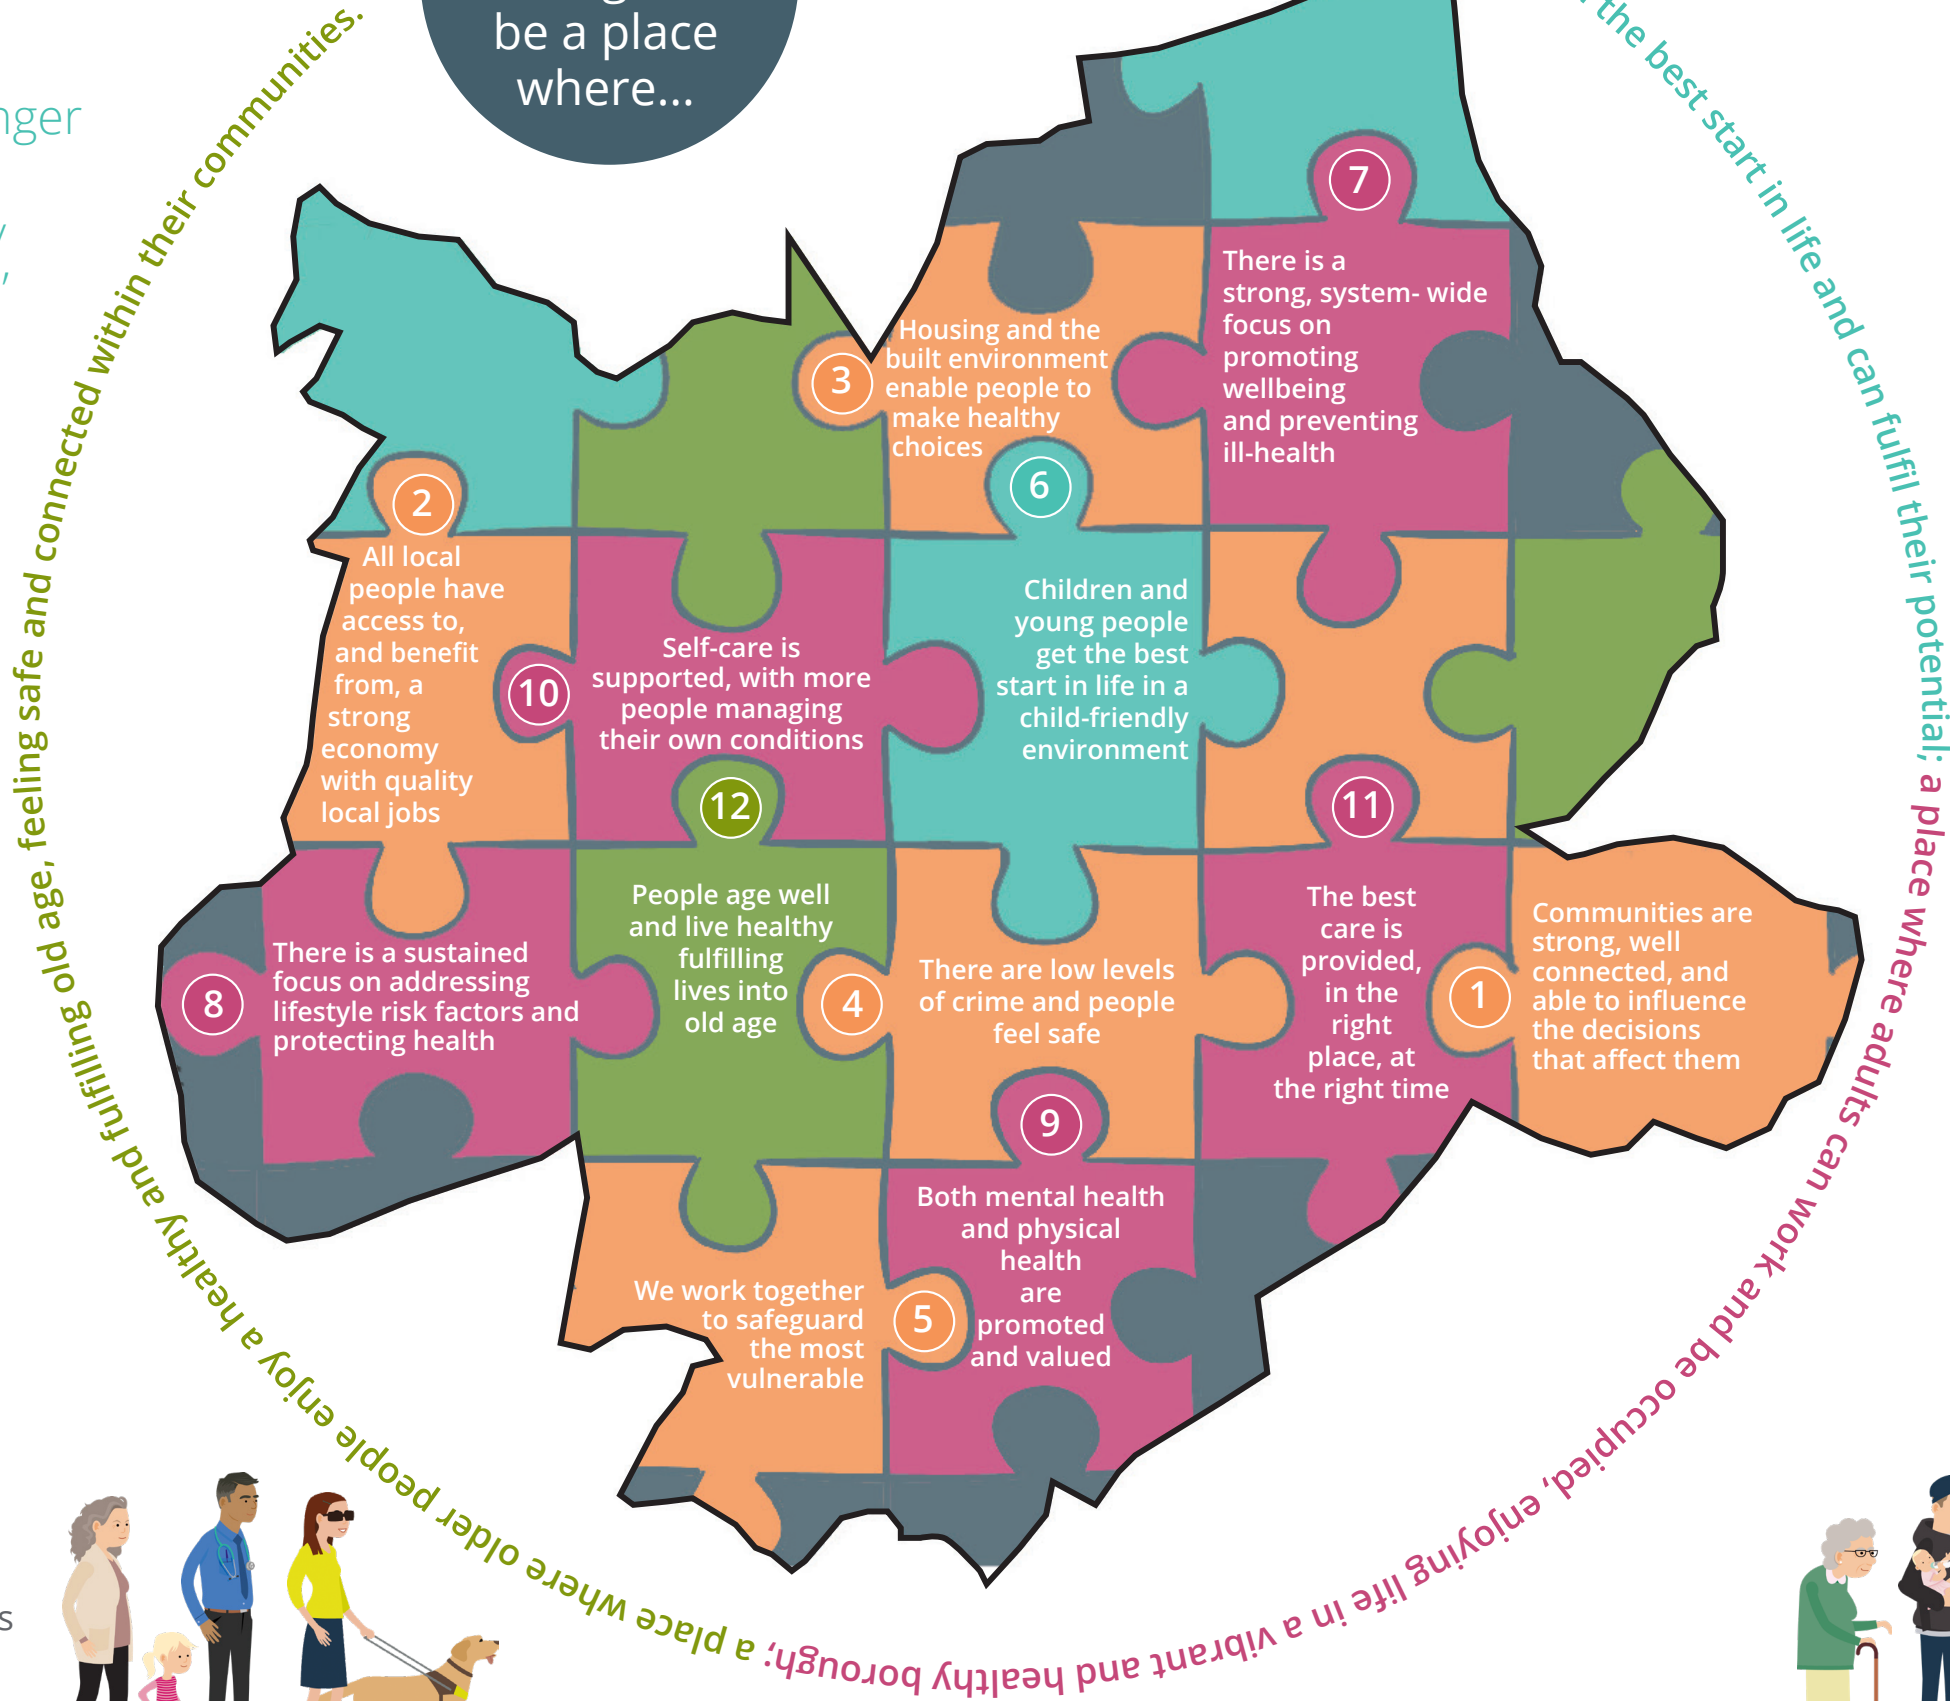 be a place
where...
the best start in life and can fulfil their potential; a place where adults can work and be occupied, enjoying life in a vibrant and healthy borough; a place where older people enjoy a healthy and fulfilling old age, feeling safe and connected within their communities.
7
There is a
strong, system- wide
focus on
promoting
wellbeing
and preventing
ill-health
3
Housing and the
built environment
enable people to
make healthy
choices
2
All local
people have
access to,
and benefit
from, a
strong
economy
with quality
local jobs
10
Self-care is
supported, with more
people managing
their own conditions
6
Children and
young people
get the best
start in life in a
child-friendly
environment
8
There is a sustained
focus on addressing
lifestyle risk factors and
protecting health
12
People age well
and live healthy
fulfilling
lives into
old age
4
There are low levels
of crime and people
feel safe
11
The best
care is
provided,
in the
right
place, at
the right time
1
Communities are
strong, well
connected, and
able to influence
the decisions
that affect them
5
We work together
to safeguard
the most
vulnerable
9
Both mental health
and physical
health
are
promoted
and valued